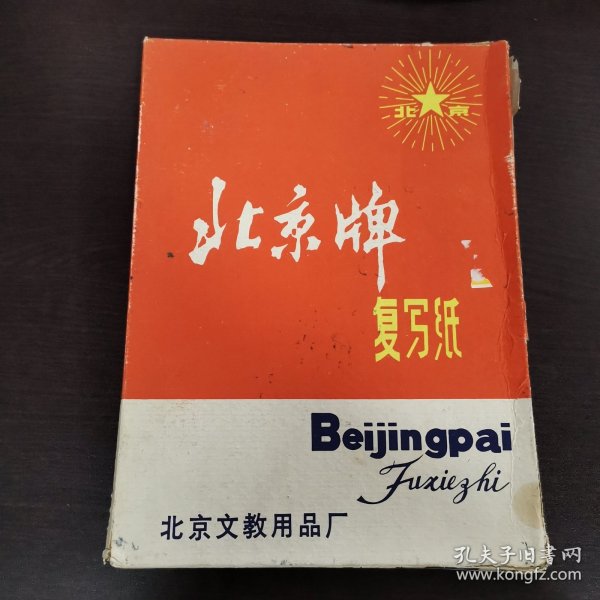 北京
北京牌
复写纸
Beijingpai
Fuxiezhi
北京文教用品厂
孔夫子旧书网
www.kongfz.com